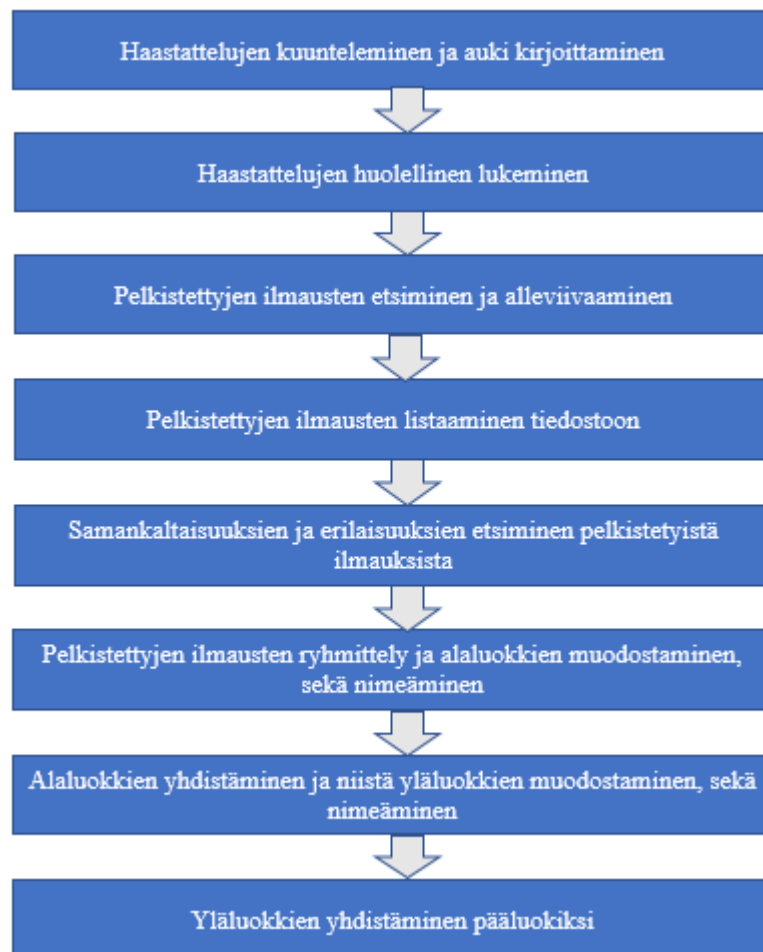 Haastattelujen kuunteleminen ja auki kirjoittaminen
Haastattelujen huolellinen lukeminen
Pelkistettyjen ilmausten etsiminen ja alleviivaaminen
Pelkistettyjen ilmausten listaaminen tiedostoon
Samankaltaisuuksien ja erilaisuuksien etsiminen pelkistetyistä
ilmauksista
Pelkistettyjen ilmausten ryhmittely ja alaluokkien muodostaminen,
sekä nimeäminen
Alaluokkien yhdistäminen ja niistä yläluokkien muodostaminen, sekä
nimeäminen
Yläluokkien yhdistäminen pääluokiksi